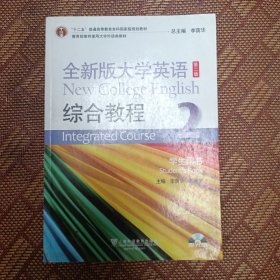 "十二五"普通高等教育本科国家级规划教材
总主编 李荫华
全新版大学英语
第二版
New College English
综合教程
2
Integrated Course
学生用书
Student's Book
主编
上海外语教育出版社